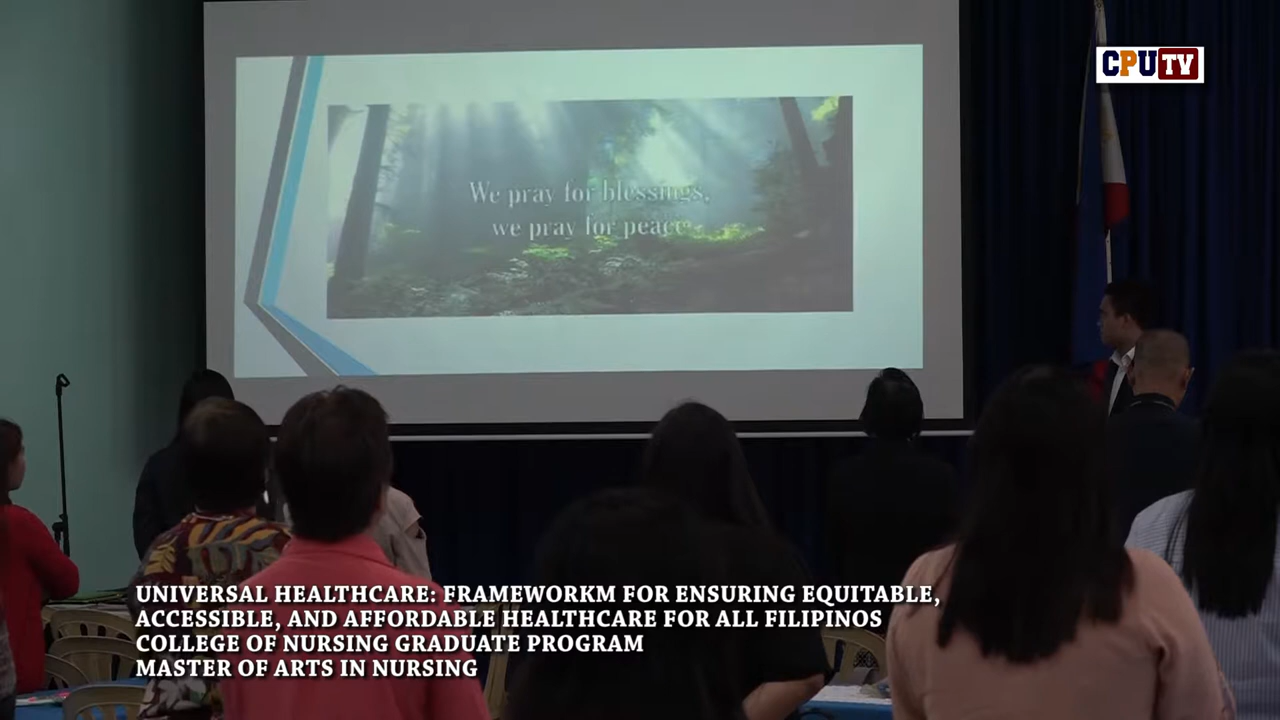 CPUTV
We pray for blessings,
we pray for peace
UNIVERSAL HEALTHCARE: FRAMEWORKM FOR ENSURING EQUITABLE,
ACCESSIBLE, AND AFFORDABLE HEALTHCARE FOR ALL FILIPINOS
COLLEGE OF NURSING GRADUATE PROGRAM
MASTER OF ARTS IN NURSING